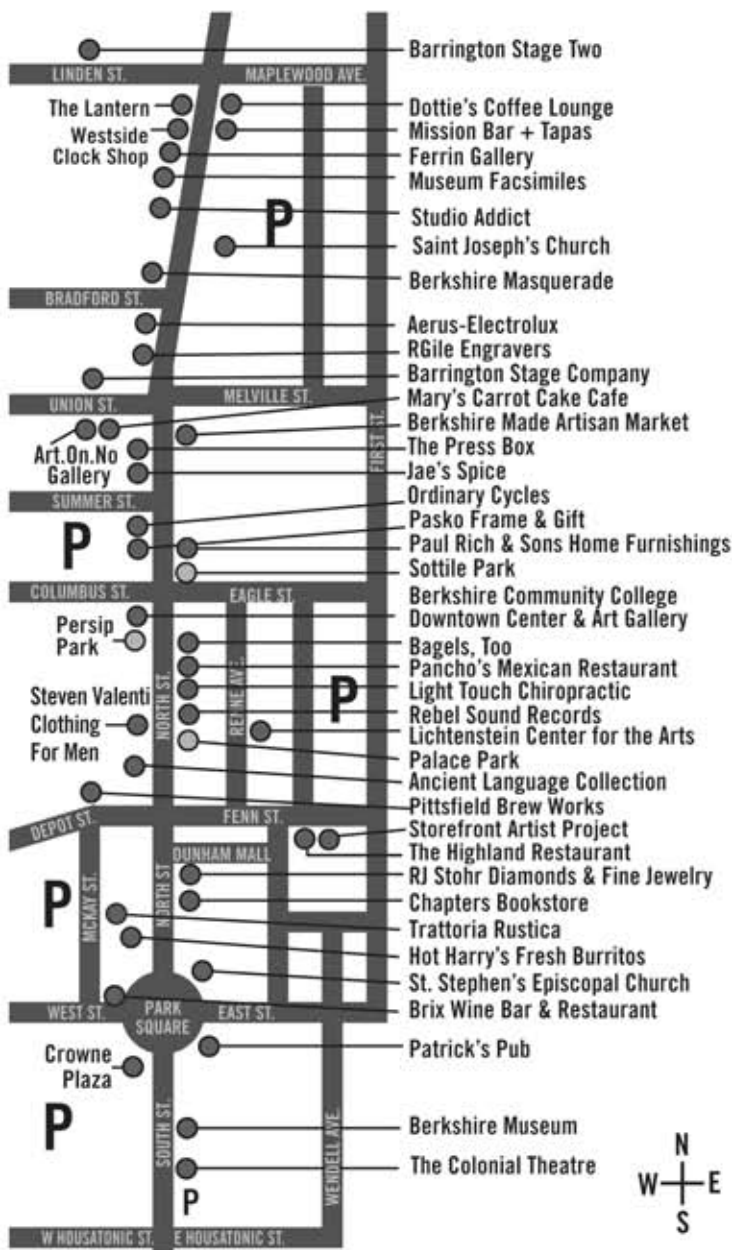 Barrington Stage Two
LINDEN ST.
MAPLEWOOD AVE.
The Lantern
Dottie's Coffee Lounge
Westside
Clock Shop
Mission Bar + Tapas
Ferrin Gallery
Museum Facsimiles
P
Studio Addict
Saint Joseph's Church
Berkshire Masquerade
BRADFORD ST.
Aerus-Electrolux
RGile Engravers
Barrington Stage Company
UNION ST.
MELVILLE ST.
Mary's Carrot Cake Cafe
FIRST ST.
Berkshire Made Artisan Market
Art.On.No
Gallery
The Press Box
Jae's Spice
SUMMER ST.
Ordinary Cycles
P
Pasko Frame & Gift
Paul Rich & Sons Home Furnishings
Sottile Park
COLUMBUS ST.
EAGLE ST.
Berkshire Community College
Downtown Center & Art Gallery
Persip
Park
Bagels, Too
Pancho's Mexican Restaurant
NORTH ST.
RENNE AVE.
P
Steven Valenti
Clothing
For Men
Light Touch Chiropractic
Rebel Sound Records
Lichtenstein Center for the Arts
Palace Park
Ancient Language Collection
Pittsfield Brew Works
DEPOT ST.
FENN ST.
Storefront Artist Project
DUNHAM MALL
The Highland Restaurant
P
MCKAY ST.
NORTH ST.
RJ Stohr Diamonds & Fine Jewelry
Chapters Bookstore
Trattoria Rustica
Hot Harry's Fresh Burritos
St. Stephen's Episcopal Church
WEST ST.
PARK
SQUARE
EAST ST.
Brix Wine Bar & Restaurant
Crowne
Plaza
Patrick's Pub
P
SOUTH ST.
WENDELL AVE.
Berkshire Museum
The Colonial Theatre
P
N
W
E
S
W HOUSATONIC ST.
E HOUSATONIC ST.